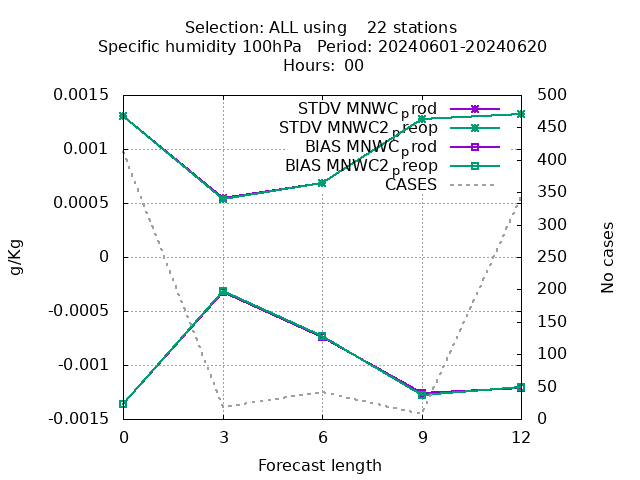 Selection: ALL using    22 stations
Specific humidity 100hPa   Period: 20240601-20240620
Hours:  00
STDV MNWC_prod
STDV MNWC2_preop
BIAS MNWC_prod
BIAS MNWC2_preop
CASES
0.0015
0.001
0.0005
0
-0.0005
-0.001
-0.0015
500
450
400
350
300
250
200
150
100
50
0
g/Kg
No cases
0 3 6 9 12
Forecast length